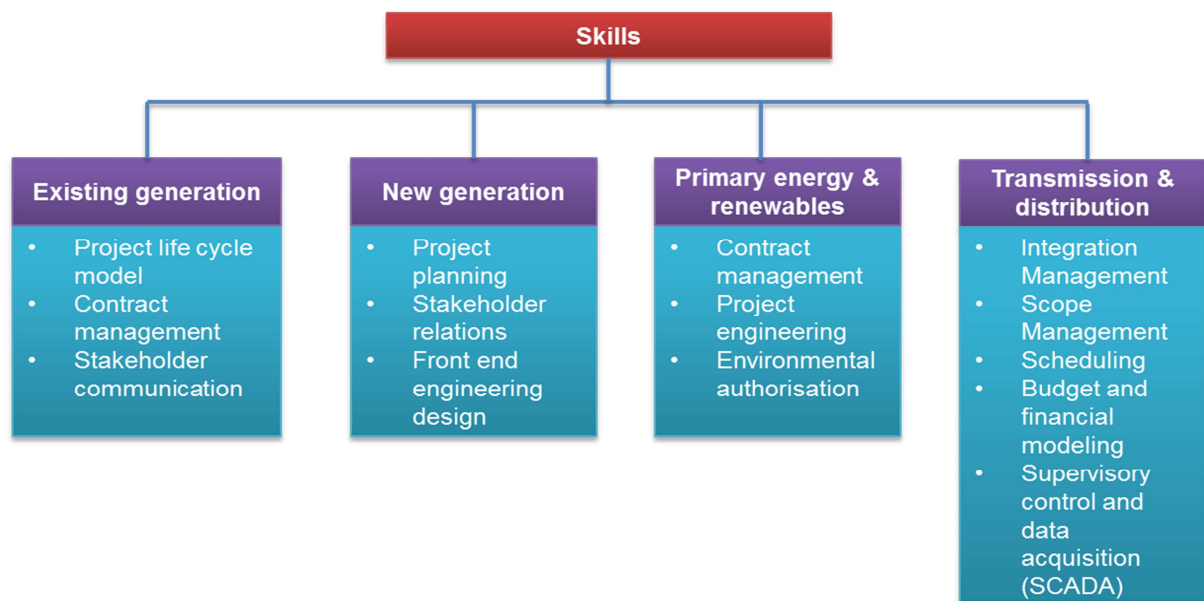 Skills
Existing generation
• Project life cycle
model
• Contract
management
• Stakeholder
communication
New generation
• Project
planning
• Stakeholder
relations
• Front end
engineering
design
Primary energy &
renewables
• Contract
management
• Project
engineering
• Environmental
authorisation
Transmission &
distribution
• Integration
Management
• Scope
Management
• Scheduling
• Budget and
financial
modeling
• Supervisory
control and
data
acquisition
(SCADA)